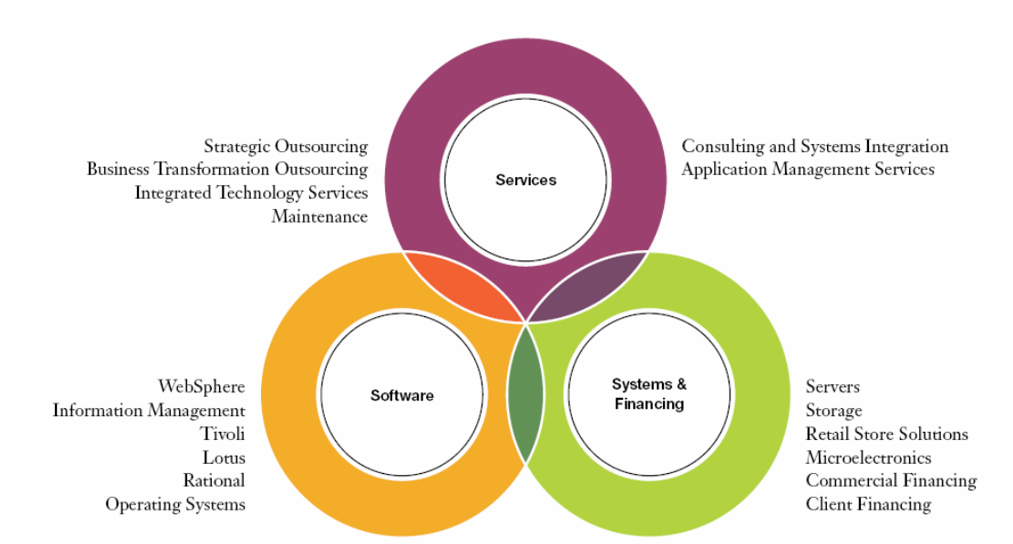 Strategic Outsourcing
Business Transformation Outsourcing
Integrated Technology Services
Maintenance
Services
Consulting and Systems Integration
Application Management Services
WebSphere
Information Management
Tivoli
Lotus
Rational
Operating Systems
Software
Systems &
Financing
Servers
Storage
Retail Store Solutions
Microelectronics
Commercial Financing
Client Financing